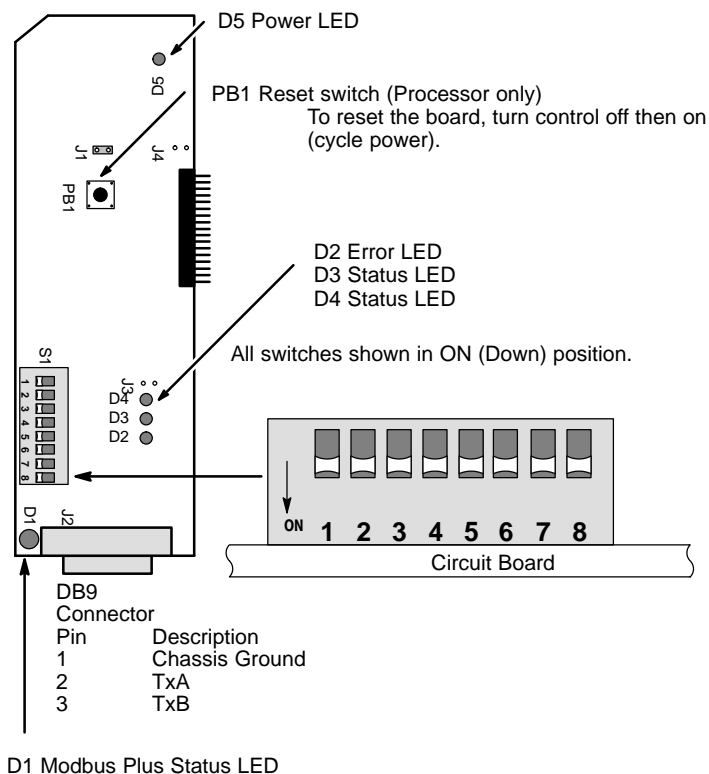 D5 Power LED
D5
PB1 Reset switch (Processor only)
To reset the board, turn control off then on
(cycle power).
J1
J4
PB1
D2 Error LED
D3 Status LED
D4 Status LED
All switches shown in ON (Down) position.
S1
1
2
3
4
5
6
7
8
J3
D4
D3
D2
ON 1 2 3 4 5 6 7 8
Circuit Board
D1
J2
DB9
Connector
Pin Description
1 Chassis Ground
2 TxA
3 TxB
D1 Modbus Plus Status LED